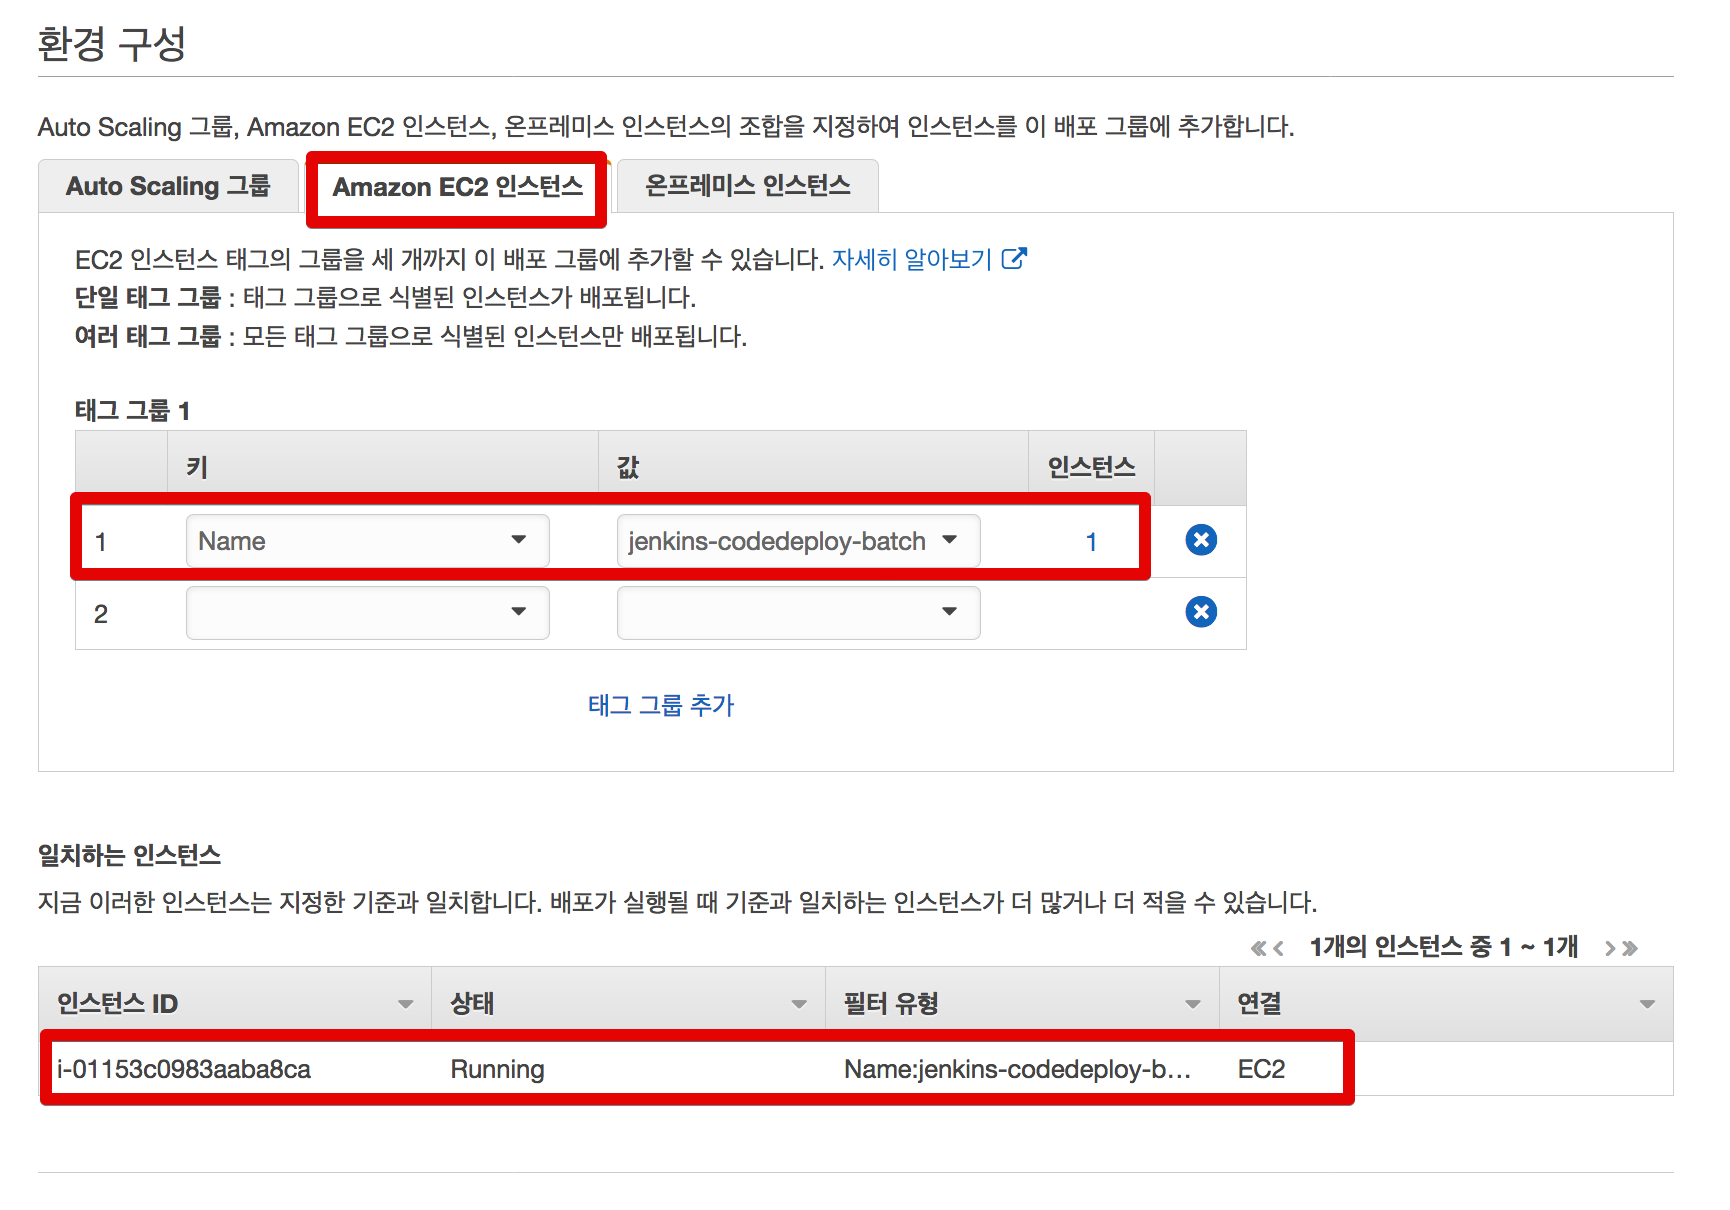 환경 구성
Auto Scaling 그룹, Amazon EC2 인스턴스, 온프레미스 인스턴스의 조합을 지정하여 인스턴스를 이 배포 그룹에 추가합니다.
Auto Scaling 그룹 Amazon EC2 인스턴스 온프레미스 인스턴스
EC2 인스턴스 태그의 그룹을 세 개까지 이 배포 그룹에 추가할 수 있습니다. 자세히 알아보기
단일 태그 그룹 : 태그 그룹으로 식별된 인스턴스가 배포됩니다.
여러 태그 그룹 : 모든 태그 그룹으로 식별된 인스턴스만 배포됩니다.
태그 그룹 1
키 값 인스턴스
1 Name jenkins-codedeploy-batch 1
2
태그 그룹 추가
일치하는 인스턴스
지금 이러한 인스턴스는 지정한 기준과 일치합니다. 배포가 실행될 때 기준과 일치하는 인스턴스가 더 많거나 더 적을 수 있습니다.
1개의 인스턴스 중 1 ~ 1개
인스턴스 ID 상태 필터 유형 연결
i-01153c0983aaba8ca Running Name:jenkins-codedeploy-b... EC2